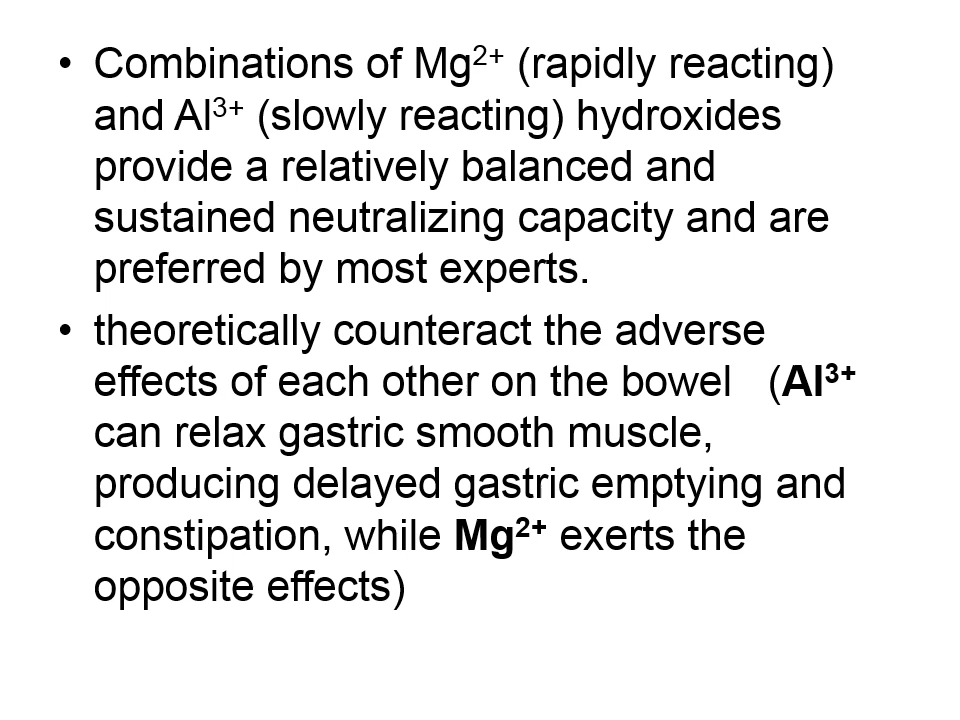 • Combinations of Mg²⁺ (rapidly reacting)
and Al³⁺ (slowly reacting) hydroxides
provide a relatively balanced and
sustained neutralizing capacity and are
preferred by most experts.
• theoretically counteract the adverse
effects of each other on the bowel (Al³⁺
can relax gastric smooth muscle,
producing delayed gastric emptying and
constipation, while Mg²⁺ exerts the
opposite effects)